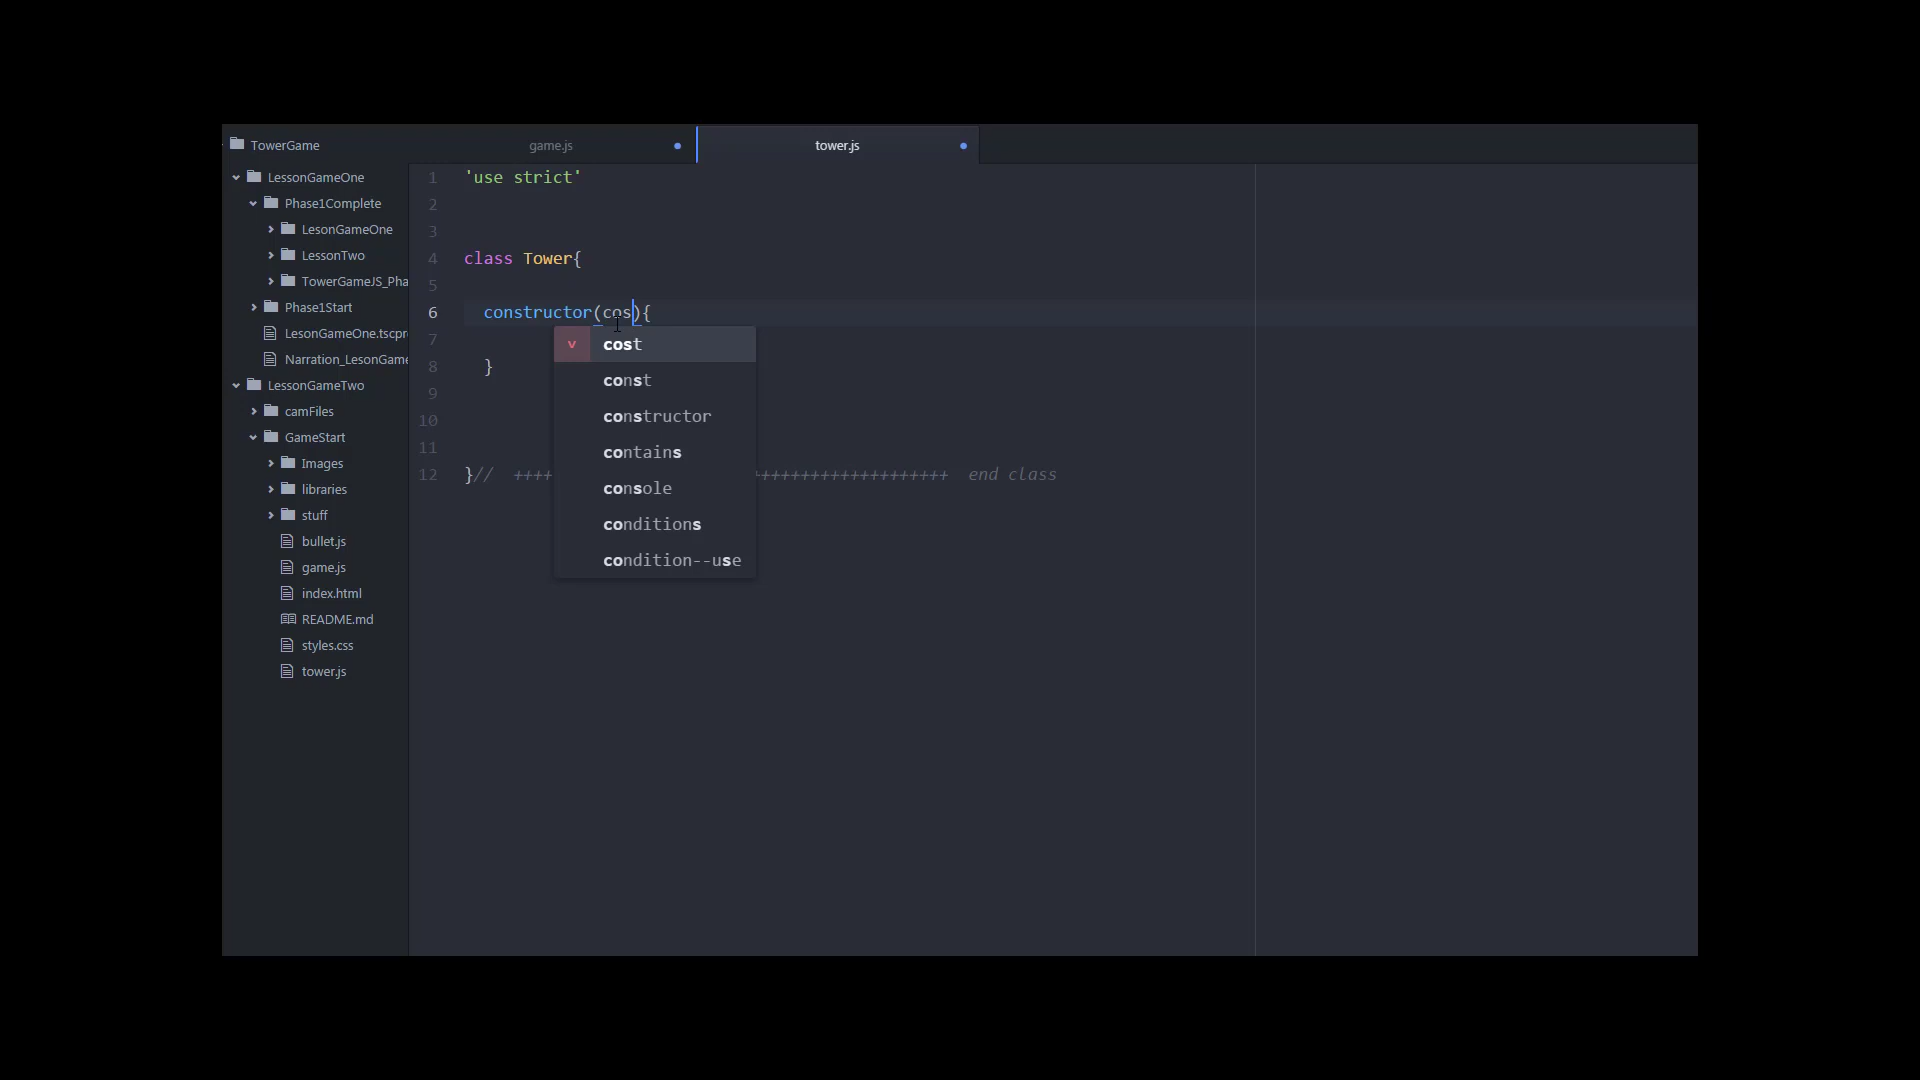 TowerGame
game.js
tower.js
LessonGameOne
Phase1Complete
LesonGameOne
LessonTwo
TowerGameJS_Pha
Phase1Start
LesonGameOne.tscpr
Narration_LesonGame
LessonGameTwo
camFiles
GameStart
Images
libraries
stuff
bullet.js
game.js
index.html
README.md
styles.css
tower.js
1 'use strict'
2
3
4 class Tower{
5
6 constructor(cos){
7
8 }
9
10
11
12 }// ++++ ++++++++++++++++++++ end class
v cost
const
constructor
contains
console
conditions
condition--use